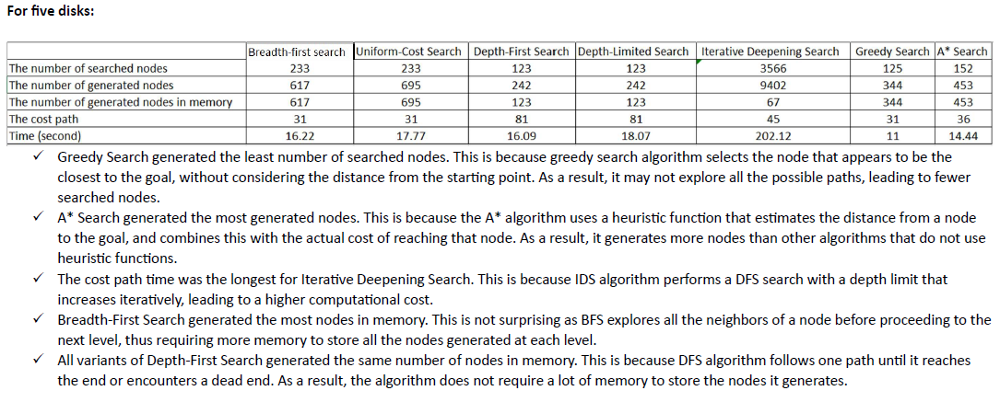 For five disks:
Breadth-first search Uniform-Cost Search Depth-First Search Depth-Limited Search Iterative Deepening Search Greedy Search A* Search
The number of searched nodes 233 233 123 123 3566 125 152
The number of generated nodes 617 695 242 242 9402 344 453
The number of generated nodes in memory 617 695 123 123 67 344 453
The cost path 31 31 81 81 45 31 36
Time (second) 16.22 17.77 16.09 18.07 202.12 11 14.44
✓ Greedy Search generated the least number of searched nodes. This is because greedy search algorithm selects the node that appears to be the
closest to the goal, without considering the distance from the starting point. As a result, it may not explore all the possible paths, leading to fewer
searched nodes.
✓ A* Search generated the most generated nodes. This is because the A* algorithm uses a heuristic function that estimates the distance from a node
to the goal, and combines this with the actual cost of reaching that node. As a result, it generates more nodes than other algorithms that do not use
heuristic functions.
✓ The cost path time was the longest for Iterative Deepening Search. This is because IDS algorithm performs a DFS search with a depth limit that
increases iteratively, leading to a higher computational cost.
✓ Breadth-First Search generated the most nodes in memory. This is not surprising as BFS explores all the neighbors of a node before proceeding to the
next level, thus requiring more memory to store all the nodes generated at each level.
✓ All variants of Depth-First Search generated the same number of nodes in memory. This is because DFS algorithm follows one path until it reaches
the end or encounters a dead end. As a result, the algorithm does not require a lot of memory to store the nodes it generates.